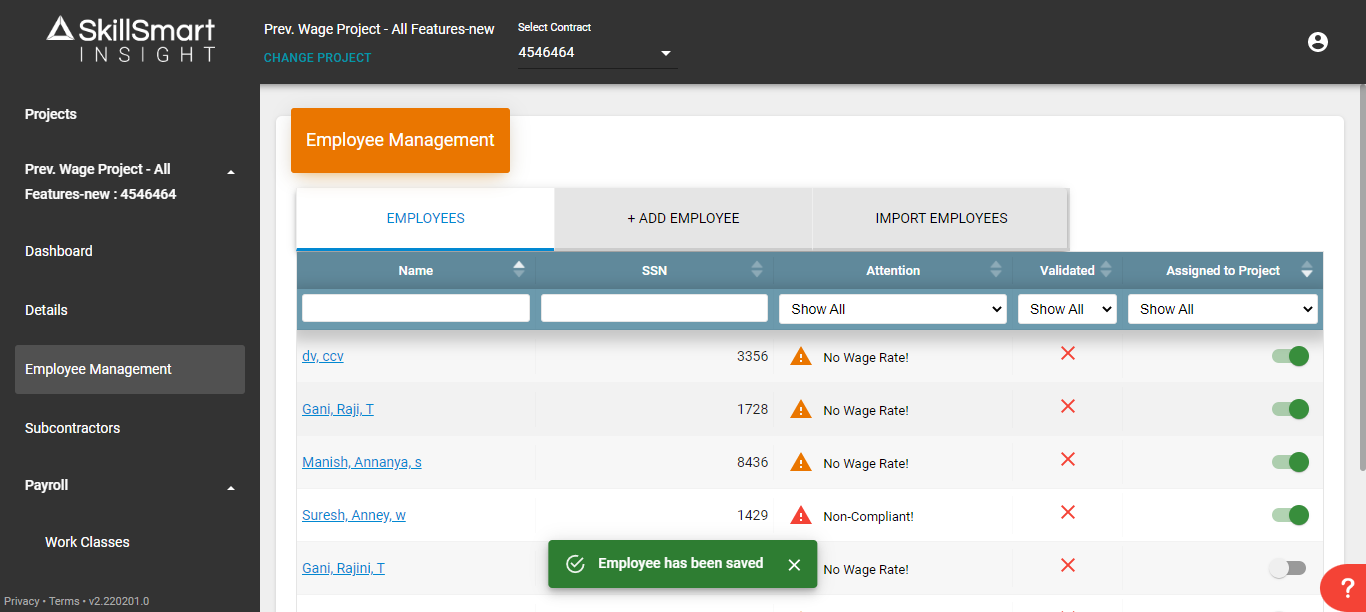 SkillSmart
INSIGHT
Prev. Wage Project - All Features-new
CHANGE PROJECT
Select Contract
4546464
Projects
Prev. Wage Project - All
Features-new : 4546464
Dashboard
Details
Employee Management
Subcontractors
Payroll
Work Classes
Privacy • Terms • v2.220201.0
Employee Management
EMPLOYEES
+ ADD EMPLOYEE
IMPORT EMPLOYEES
Name SSN Attention Validated Assigned to Project
Show All Show All Show All
dv, ccv 3356 No Wage Rate!
Gani, Raji, T 1728 No Wage Rate!
Manish, Annanya, s 8436 No Wage Rate!
Suresh, Anney, w 1429 Non-Compliant!
Gani, Rajini, T No Wage Rate!
Employee has been saved
?